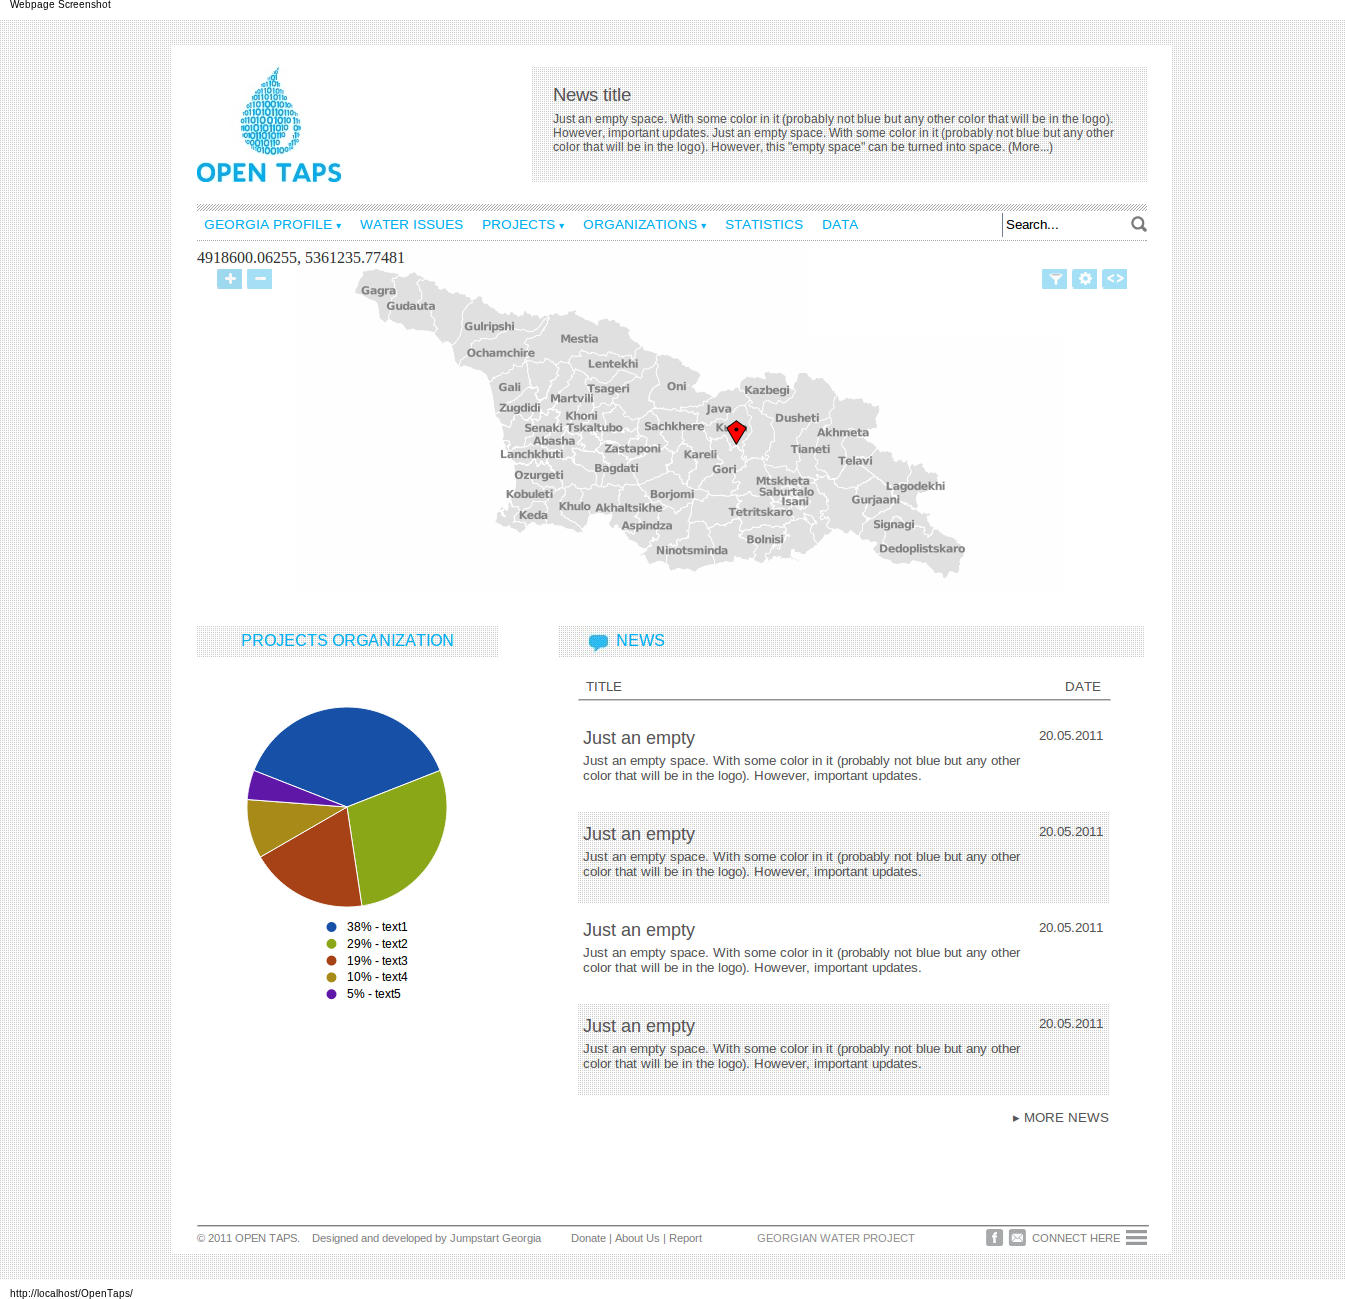 Webpage Screenshot
OPEN TAPS
News title
Just an empty space. With some color in it (probably not blue but any other color that will be in the logo).
However, important updates. Just an empty space. With some color in it (probably not blue but any other
color that will be in the logo). However, this "empty space" can be turned into space. (More...)
GEORGIA PROFILE ▾ WATER ISSUES PROJECTS ▾ ORGANIZATIONS ▾ STATISTICS DATA Search...
4918600.06255, 5361235.77481
Gagra
Gudauta
Gulripshi
Mestia
Ochamchire
Lentekhi
Gali
Tsageri
Oni
Kazbegi
Martvili
Zugdidi
Java
Khoni
Dusheti
Senaki Tskaltubo
Sachkhere
Akhmeta
Abasha
Zastaponi
Tianeti
Lanchkhuti
Kareli
Telavi
Bagdati
Gori
Ozurgeti
Mtskheta
Lagodekhi
Kobuleti
Borjomi
Saburtalo
Gurjaani
Isani
Khulo
Akhaltsikhe
Tetritskaro
Keda
Aspindza
Signagi
Bolnisi
Ninotsminda
Dedoplistskaro
PROJECTS ORGANIZATION
38% - text1
29% - text2
19% - text3
10% - text4
5% - text5
NEWS
TITLE DATE
Just an empty 20.05.2011
Just an empty space. With some color in it (probably not blue but any other
color that will be in the logo). However, important updates.
Just an empty 20.05.2011
Just an empty space. With some color in it (probably not blue but any other
color that will be in the logo). However, important updates.
Just an empty 20.05.2011
Just an empty space. With some color in it (probably not blue but any other
color that will be in the logo). However, important updates.
Just an empty 20.05.2011
Just an empty space. With some color in it (probably not blue but any other
color that will be in the logo). However, important updates.
▸ MORE NEWS
© 2011 OPEN TAPS. Designed and developed by Jumpstart Georgia Donate | About Us | Report GEORGIAN WATER PROJECT CONNECT HERE
http://localhost/OpenTaps/